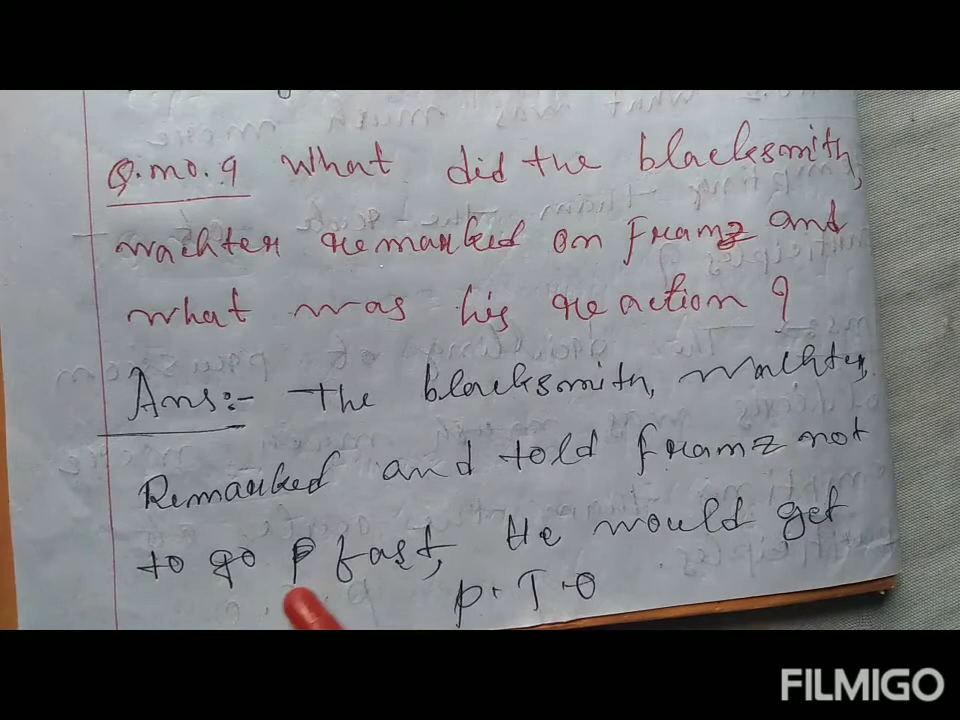 Q.no.9 What did the blacksmith,
wachter remarked on franz and
what was his reaction?
Ans:- The blacksmith, wachter,
Remarked and told franz not
to go fast, He would get
P.T.O
FILMIGO